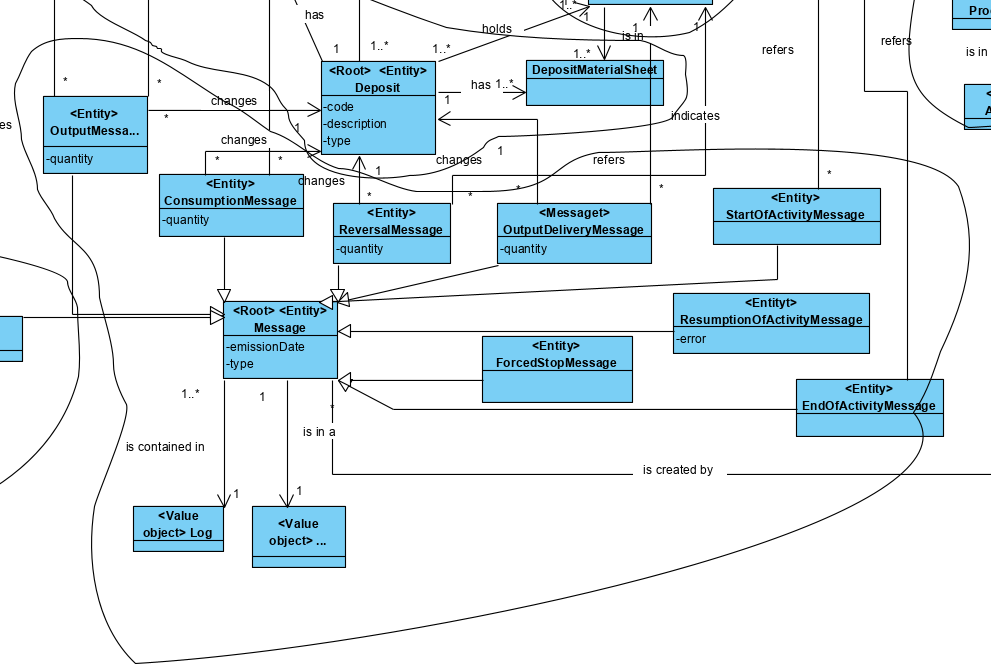 has
1
1..*
1..*
holds
1..*
1
1
is in
1
1..*
refers
refers
is in
*
*
*
changes
<Root> <Entity>
Deposit
-code
-description
-type
has 1..*
1
DepositMaterialSheet
indicates
<Entity>
OutputMessa...
-quantity
es
changes
*
*
1
changes
1
changes
1
refers
*
*
*
*
*
<Entity>
ConsumptionMessage
-quantity
<Entity>
ReversalMessage
-quantity
<Messaget>
OutputDeliveryMessage
-quantity
<Entity>
StartOfActivityMessage
<Root> <Entity>
Message
-emissionDate
-type
<Entityt>
ResumptionOfActivityMessage
-error
<Entity>
ForcedStopMessage
<Entity>
EndOfActivityMessage
1..*
1
*
is in a
is contained in
is created by
1
1
<Value
object> Log
<Value
object> ...
Pro
<
A